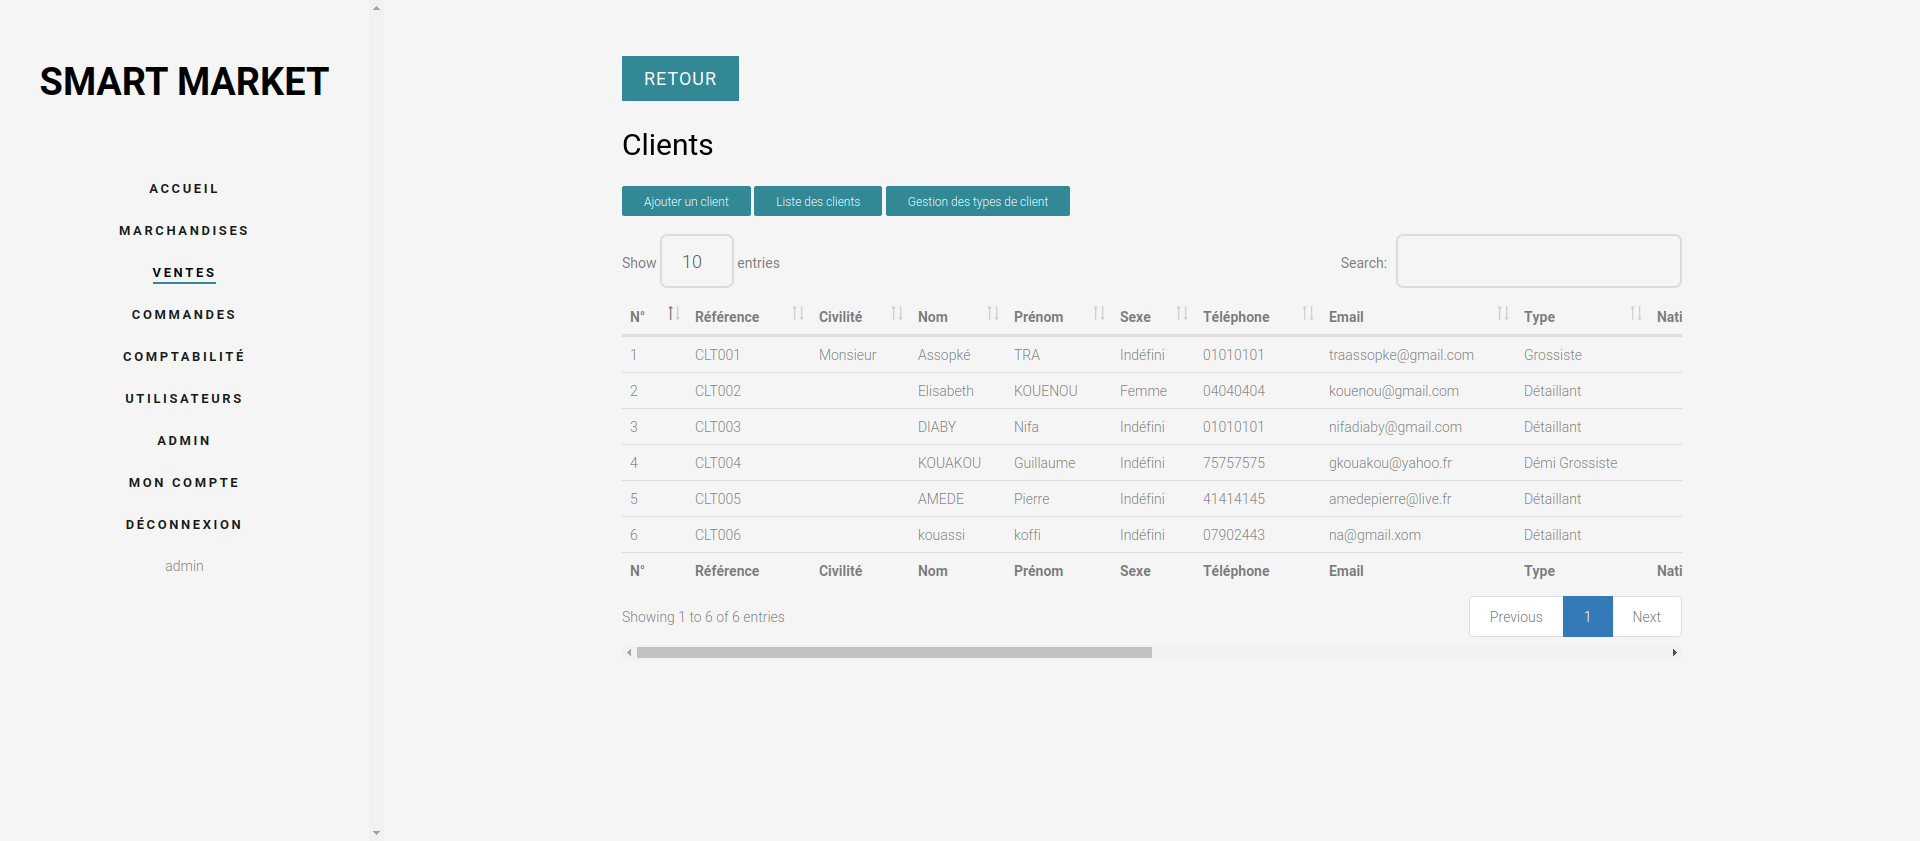 SMART MARKET
ACCUEIL
MARCHANDISES
VENTES
COMMANDES
COMPTABILITÉ
UTILISATEURS
ADMIN
MON COMPTE
DÉCONNEXION
admin
RETOUR
Clients
Ajouter un client Liste des clients Gestion des types de client
Show 10 entries Search:
N° Référence Civilité Nom Prénom Sexe Téléphone Email Type Nati
1 CLT001 Monsieur Assopké TRA Indéfini 01010101 traassopke@gmail.com Grossiste
2 CLT002 Elisabeth KOUENOU Femme 04040404 kouenou@gmail.com Détaillant
3 CLT003 DIABY Nifa Indéfini 01010101 nifadiaby@gmail.com Détaillant
4 CLT004 KOUAKOU Guillaume Indéfini 75757575 gkouakou@yahoo.fr Démi Grossiste
5 CLT005 AMEDE Pierre Indéfini 41414145 amedepierre@live.fr Détaillant
6 CLT006 kouassi koffi Indéfini 07902443 na@gmail.xom Détaillant
N° Référence Civilité Nom Prénom Sexe Téléphone Email Type Nati
Showing 1 to 6 of 6 entries Previous 1 Next